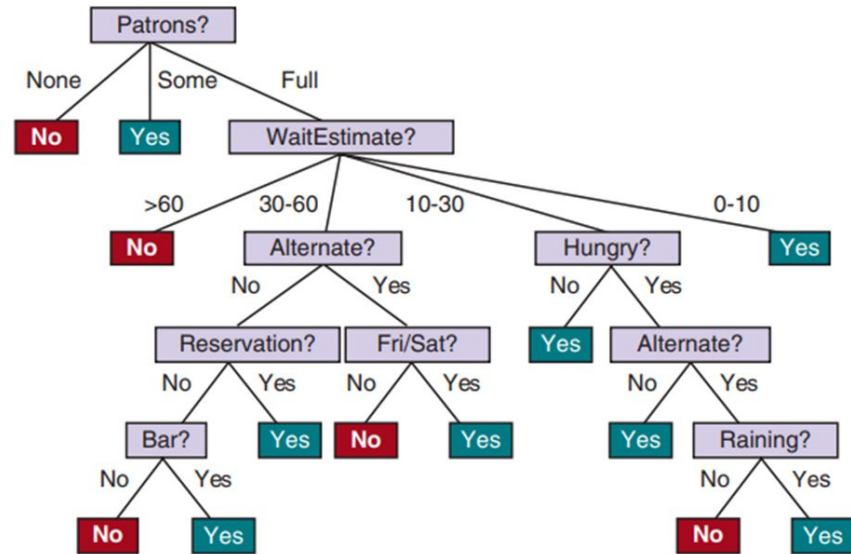 Patrons?
None Some Full
No Yes WaitEstimate?
>60 30-60 10-30 0-10
No Alternate? Hungry? Yes
No Yes No Yes
Reservation? Fri/Sat? Yes Alternate?
No Yes No Yes No Yes
Bar? Yes No Yes Yes Raining?
No Yes No Yes
No Yes No Yes